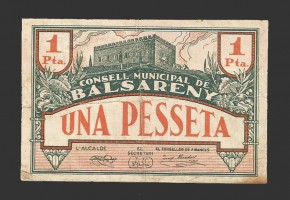 1 1
Pta. Pta.
CONSELL MUNICIPAL DE
BALSARENY
UNA PESSETA
L'ALCALDE EL SECRETARI EL CONSELLER DE FINANCES